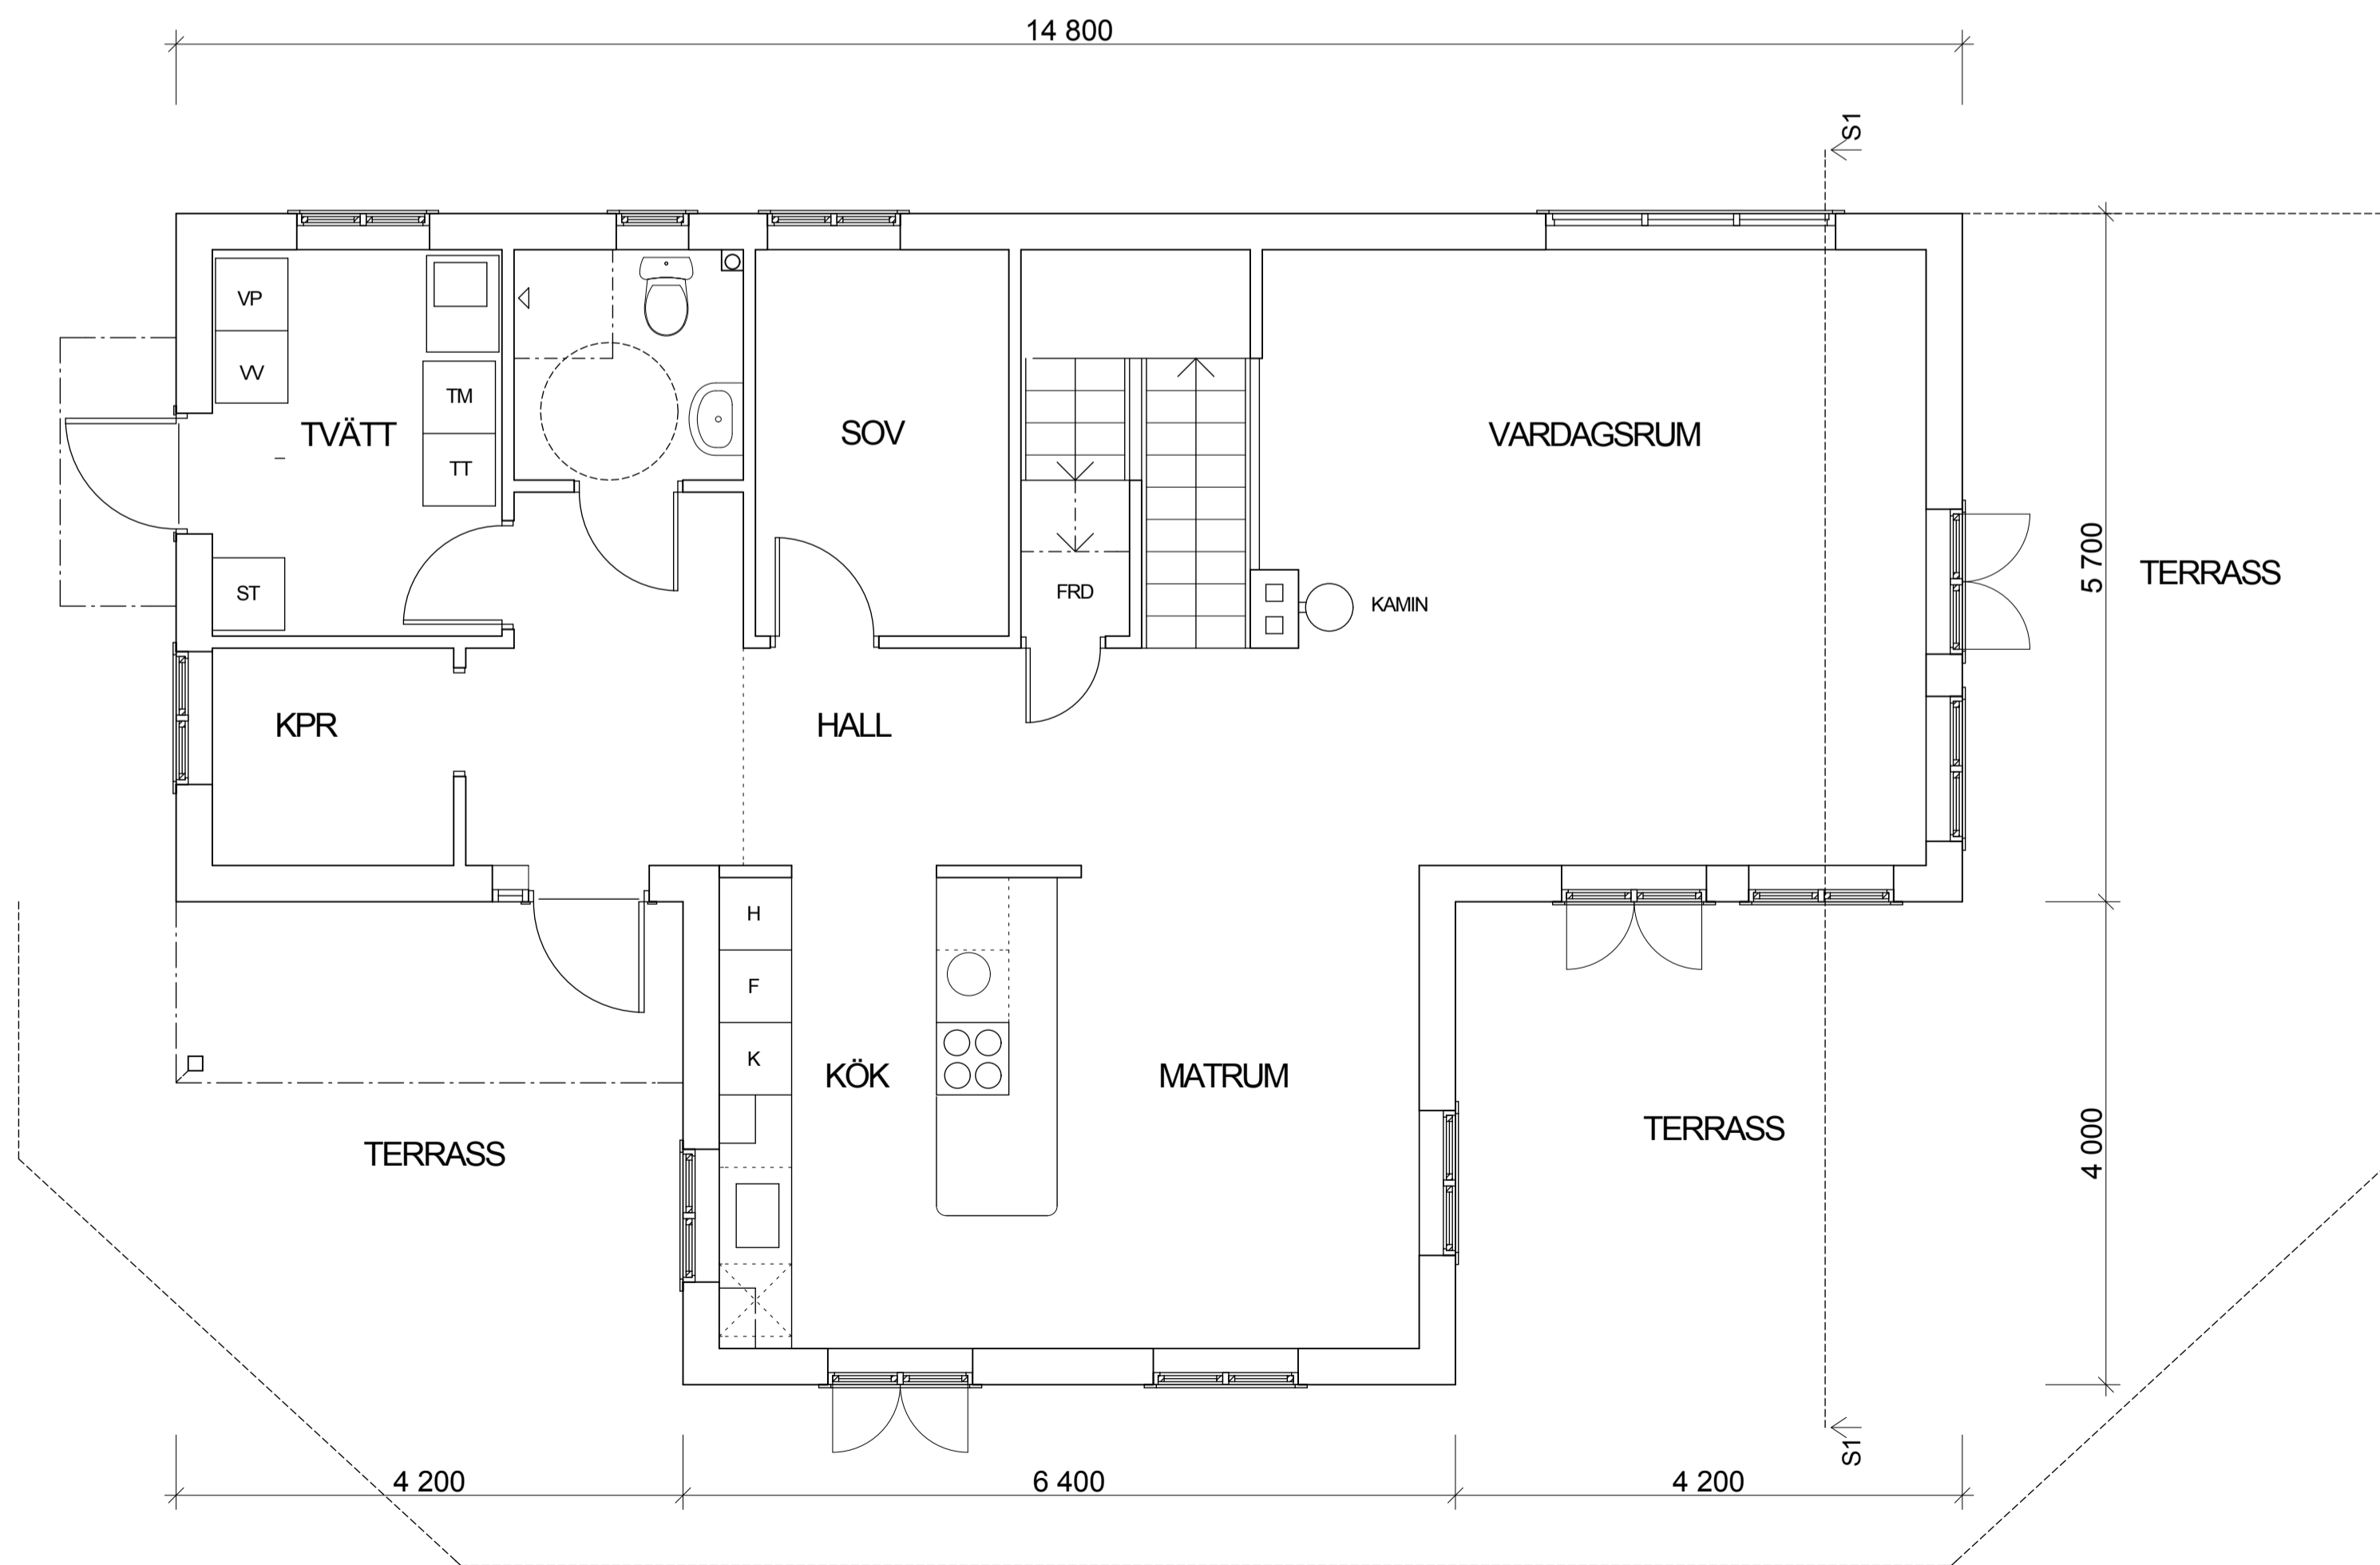 14 800
S1
VP
VV
TM
TVÄTT
SOV
VARDAGSRUM
TT
5 700
TERRASS
ST
FRD
KAMIN
KPR
HALL
H
F
K
KÖK
MATRUM
TERRASS
4 000
TERRASS
S1
4 200
6 400
4 200